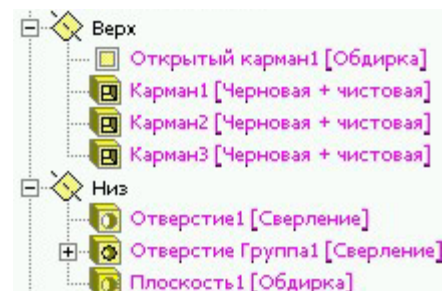 Верх
Открытый карман1 [Обдирка]
Карман1 [Черновая + чистовая]
Карман2 [Черновая + чистовая]
Карман3 [Черновая + чистовая]
Низ
Отверстие1 [Сверление]
Отверстие Группа1 [Сверление]
Плоскость1 [Обдирка]